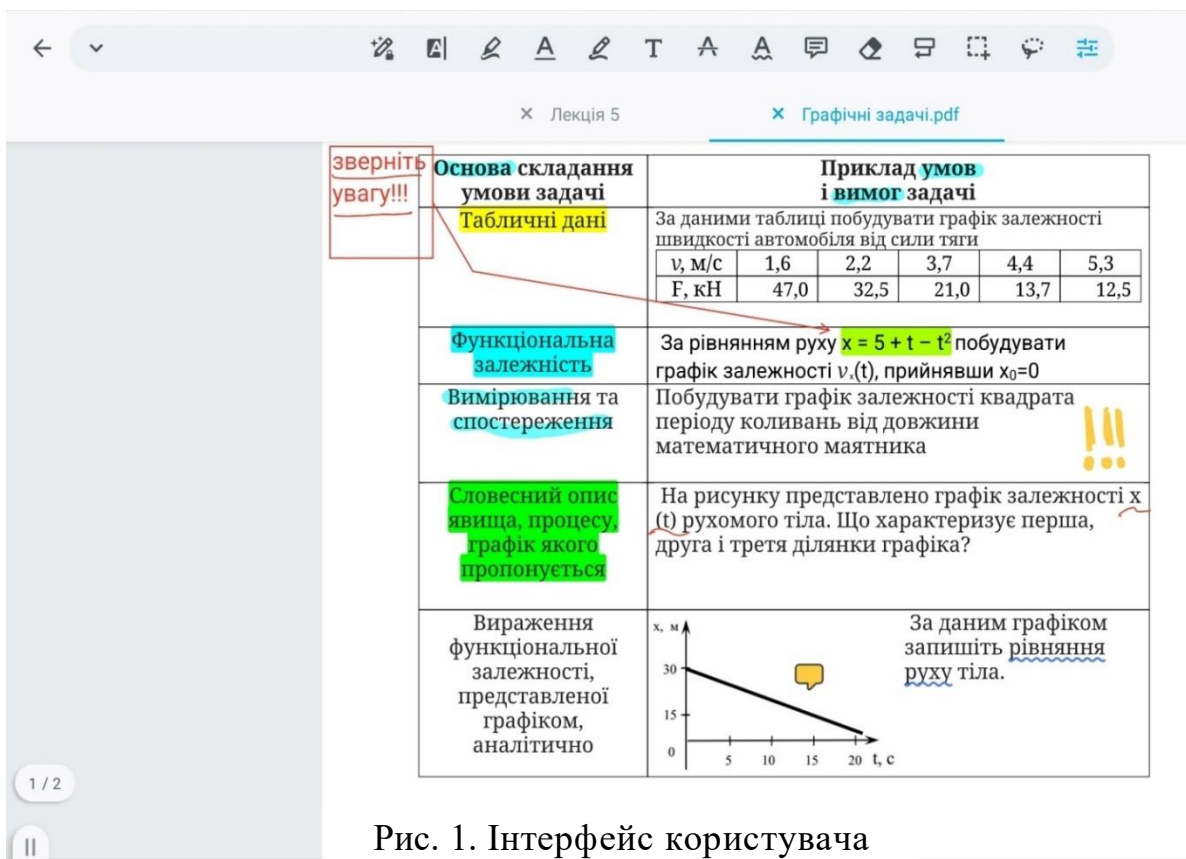 Лекція 5
Графічні задачі.pdf
зверніть
увагу!!!
Основа складання
умови задачі
Приклад умов
і вимог задачі
Табличні дані
За даними таблиці побудувати графік залежності
швидкості автомобіля від сили тяги
v, м/с 1,6 2,2 3,7 4,4 5,3
F, кН 47,0 32,5 21,0 13,7 12,5
Функціональна
залежність
За рівнянням руху x = 5 + t – t² побудувати
графік залежності vₓ(t), прийнявши x₀=0
Вимірювання та
спостереження
Побудувати графік залежності квадрата
періоду коливань від довжини
математичного маятника
!!!
Словесний опис
явища, процесу,
графік якого
пропонується
На рисунку представлено графік залежності x
(t) рухомого тіла. Що характеризує перша,
друга і третя ділянки графіка?
Вираження
функціональної
залежності,
представленої
графіком,
аналітично
x, м
30
15
0
5 10 15 20 t, с
За даним графіком
запишіть рівняння
руху тіла.
1 / 2
Рис. 1. Інтерфейс користувача